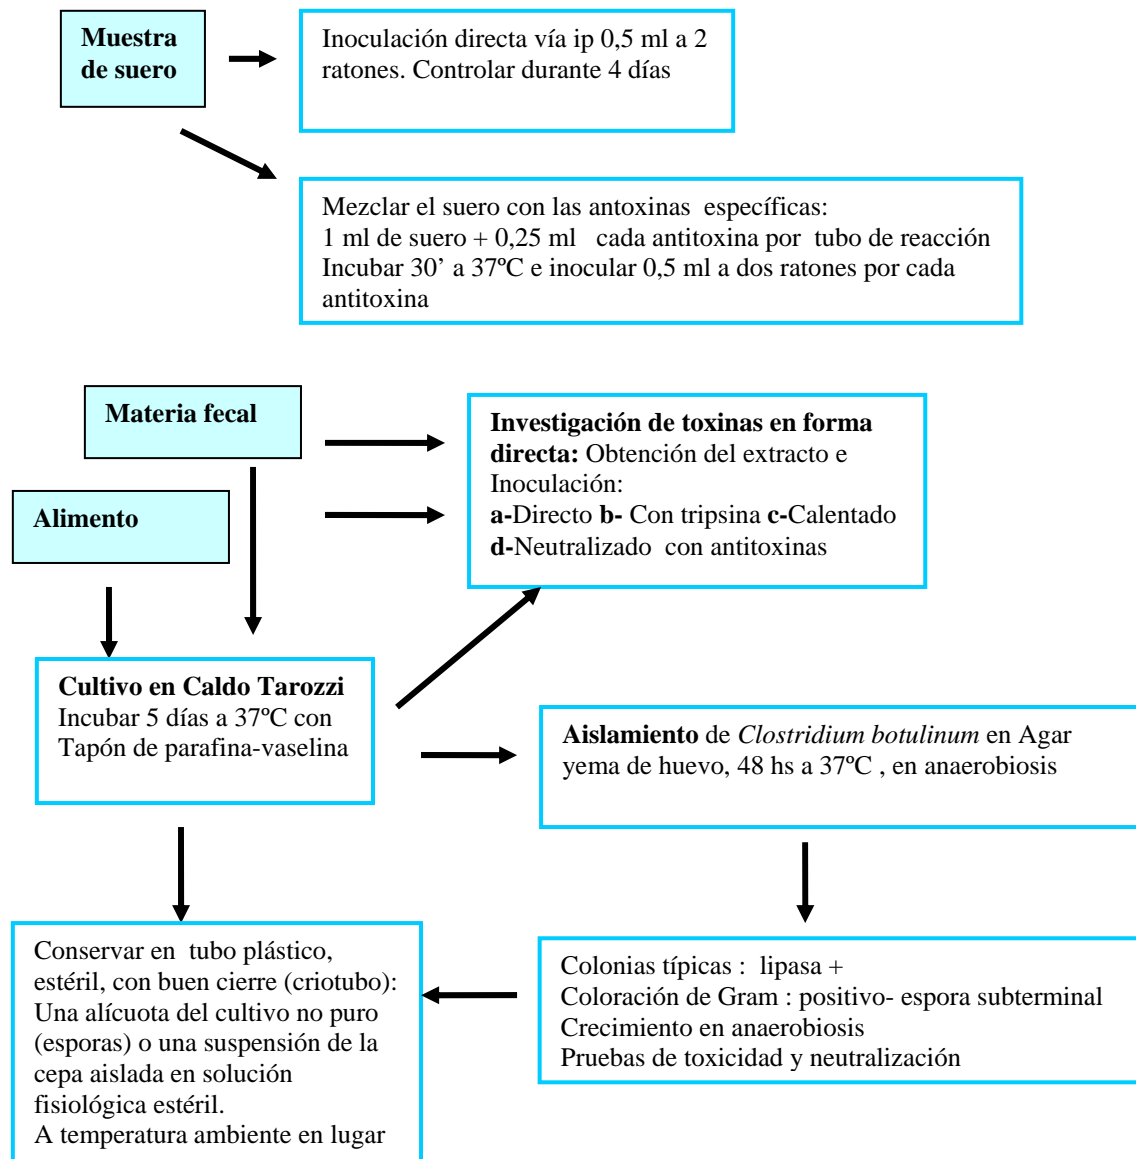 Muestra
de suero
Inoculación directa vía ip 0,5 ml a 2
ratones. Controlar durante 4 días
Mezclar el suero con las antoxinas específicas:
1 ml de suero + 0,25 ml cada antitoxina por tubo de reacción
Incubar 30’ a 37ºC e inocular 0,5 ml a dos ratones por cada
antitoxina
Materia fecal
Alimento
Investigación de toxinas en forma
directa: Obtención del extracto e
Inoculación:
a-Directo b- Con tripsina c-Calentado
d-Neutralizado con antitoxinas
Cultivo en Caldo Tarozzi
Incubar 5 días a 37ºC con
Tapón de parafina-vaselina
Aislamiento de Clostridium botulinum en Agar
yema de huevo, 48 hs a 37ºC , en anaerobiosis
Conservar en tubo plástico,
estéril, con buen cierre (criotubo):
Una alícuota del cultivo no puro
(esporas) o una suspensión de la
cepa aislada en solución
fisiológica estéril.
A temperatura ambiente en lugar
Colonias típicas : lipasa +
Coloración de Gram : positivo- espora subterminal
Crecimiento en anaerobiosis
Pruebas de toxicidad y neutralización